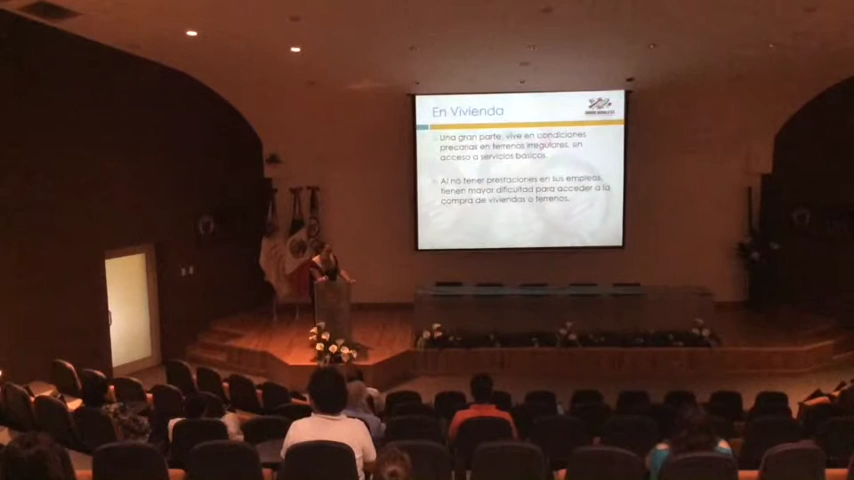 En Vivienda
Una gran parte, vive en condiciones
precarias en terrenos irregulares, sin
acceso a servicios básicos.
Al no tener prestaciones en sus empleos,
tienen mayor dificultad para acceder a la
compra de viviendas o terrenos.